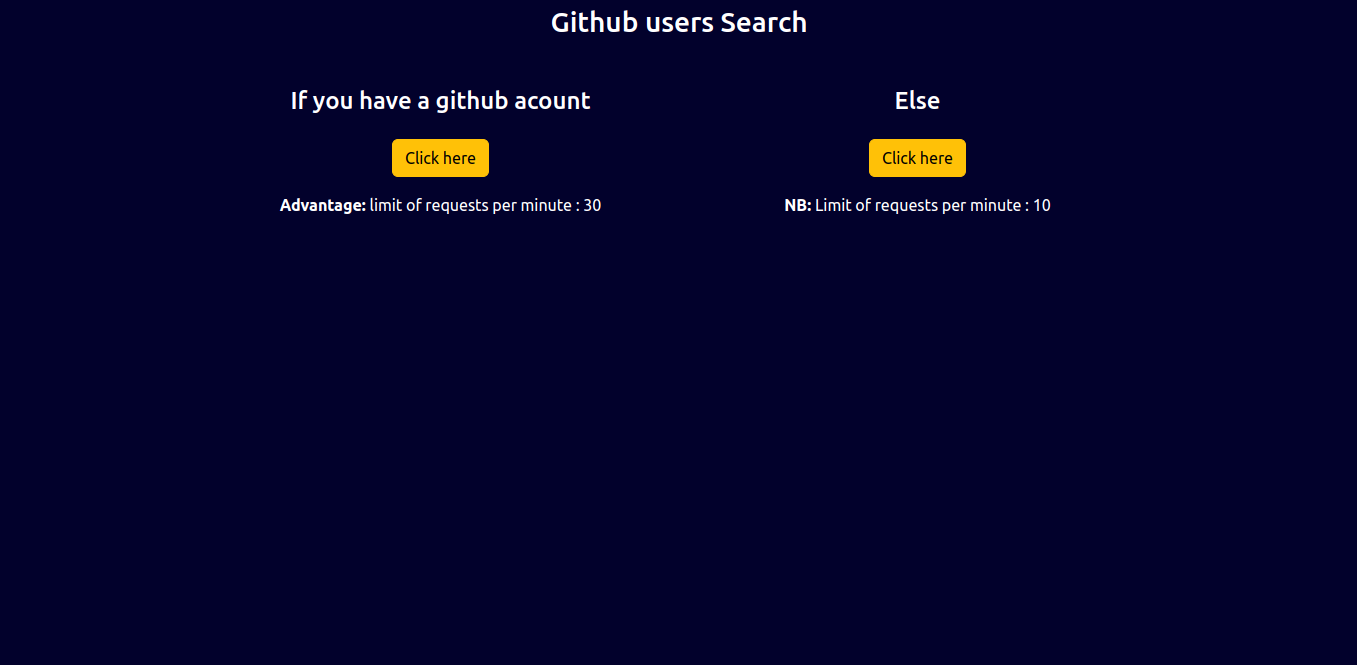 Github users Search
If you have a github acount
Else
Click here
Click here
Advantage: limit of requests per minute : 30
NB: Limit of requests per minute : 10